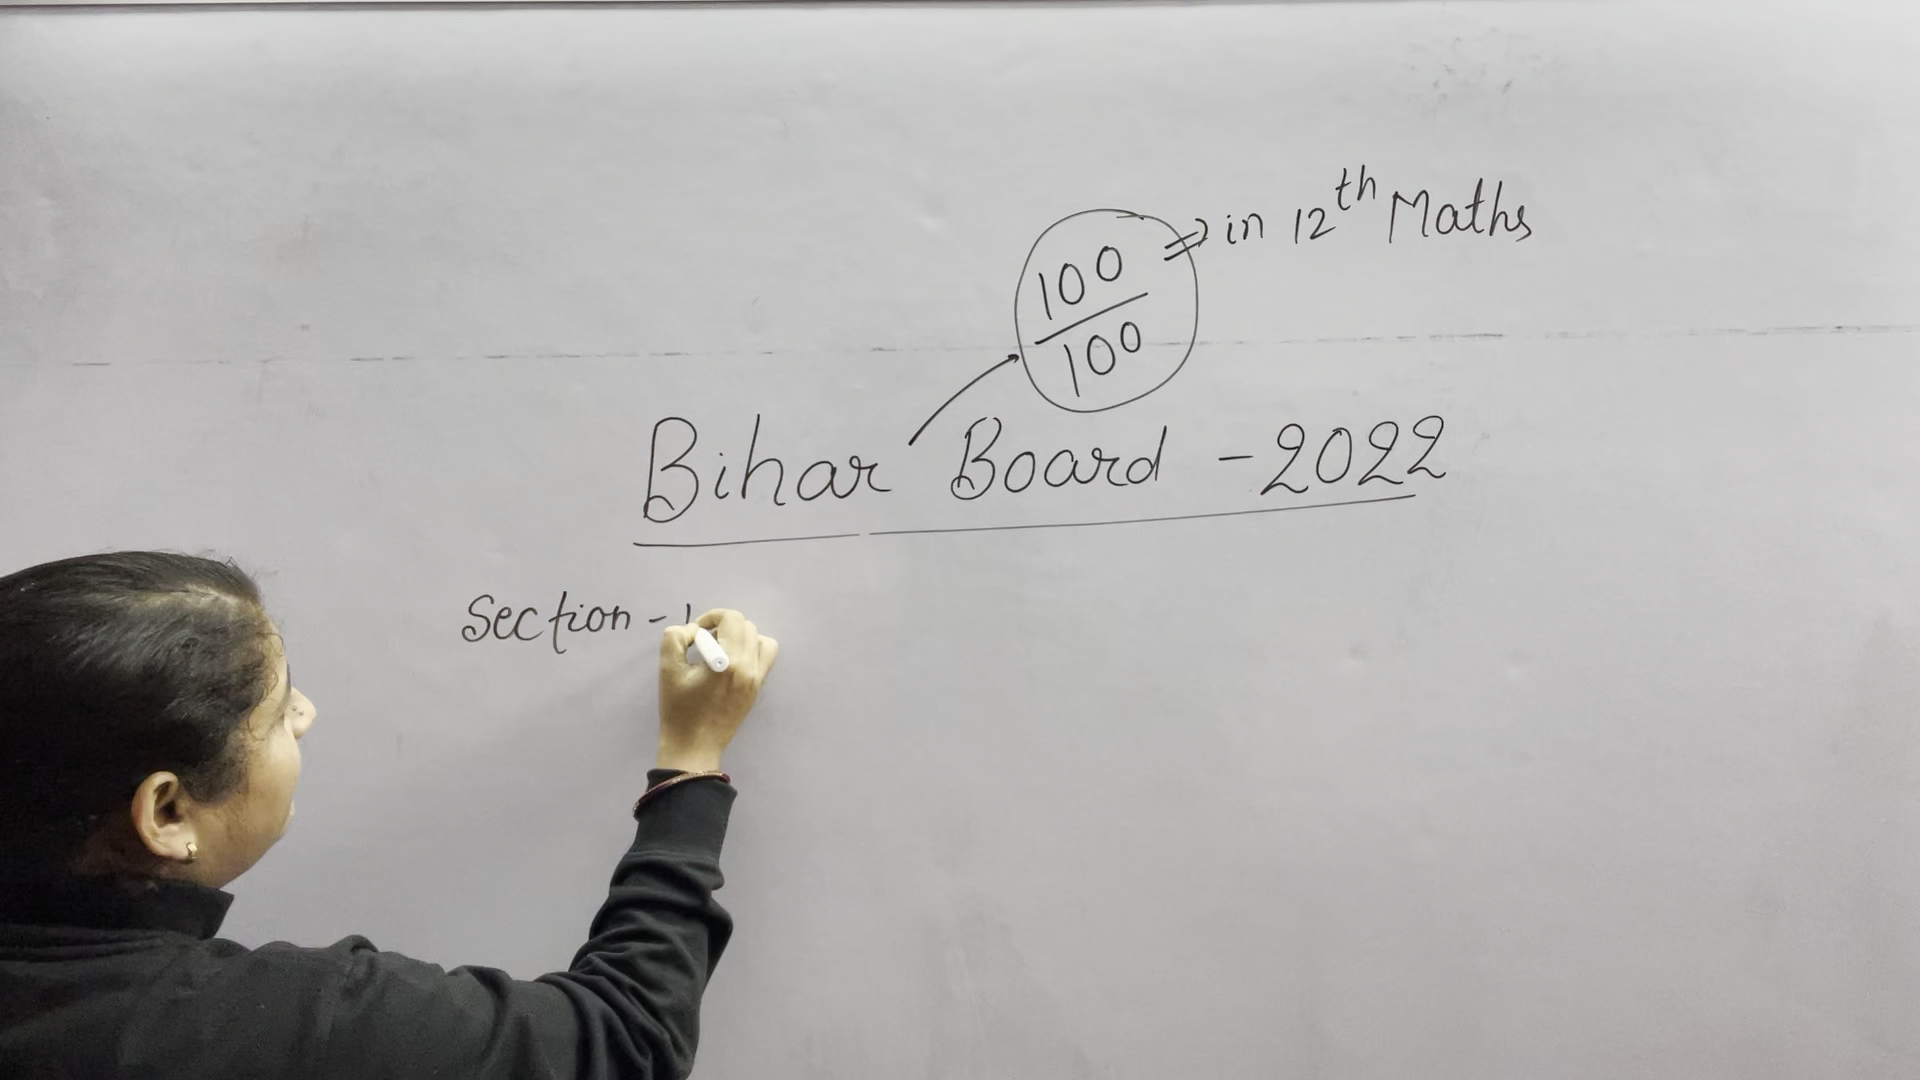 100 ⇒ in 12th Maths
100
Bihar Board - 2022
Section -